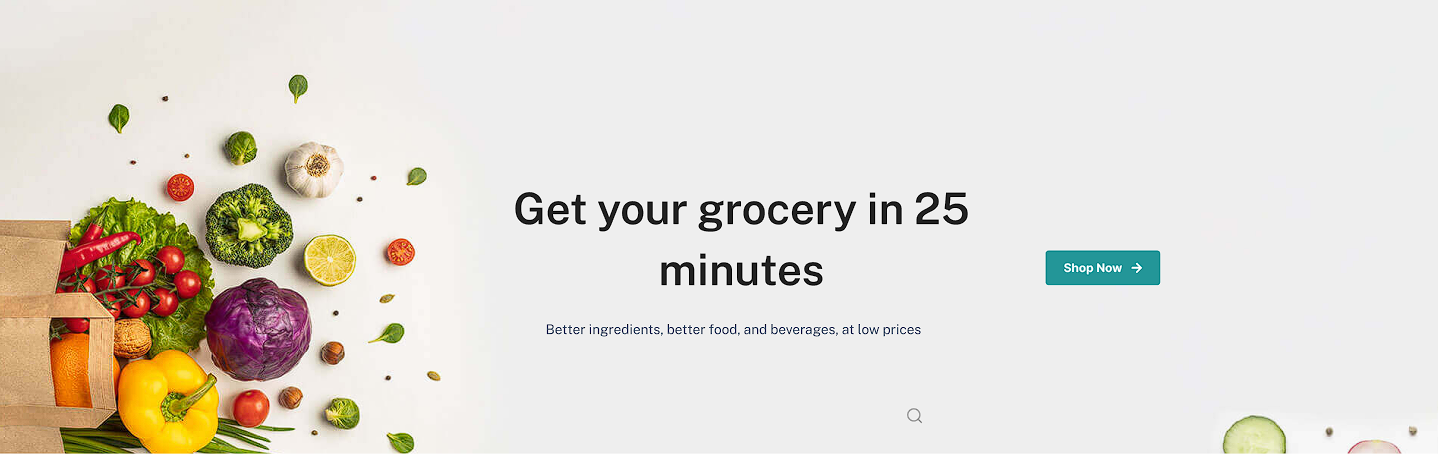 Get your grocery in 25
minutes
Shop Now
Better ingredients, better food, and beverages, at low prices